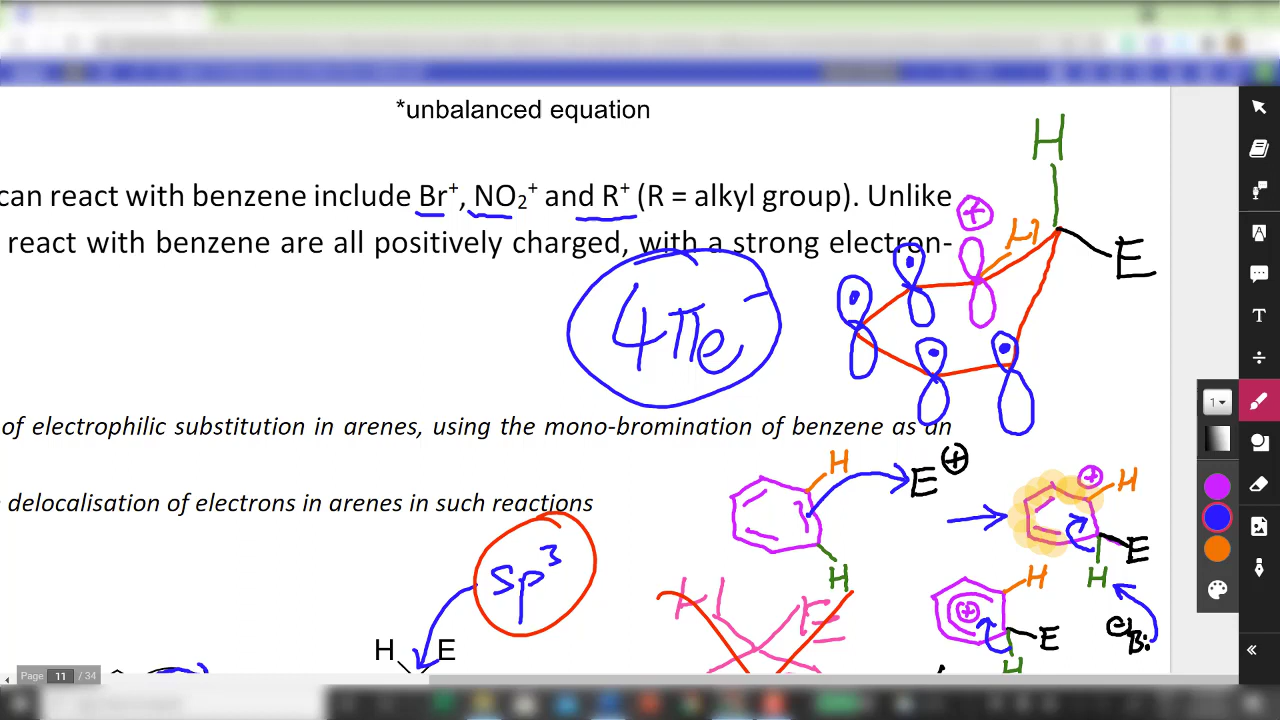 *unbalanced equation
H
can react with benzene include Br⁺, NO₂⁺ and R⁺ (R = alkyl group). Unlike
+
H
react with benzene are all positively charged, with a strong electron-
E
4πe⁻
of electrophilic substitution in arenes, using the mono-bromination of benzene as an
H
E⊕
+
H
delocalisation of electrons in arenes in such reactions
sp³
E
H
H
H
H
E
+
E
B:
H
H E
Page 11 / 34
1